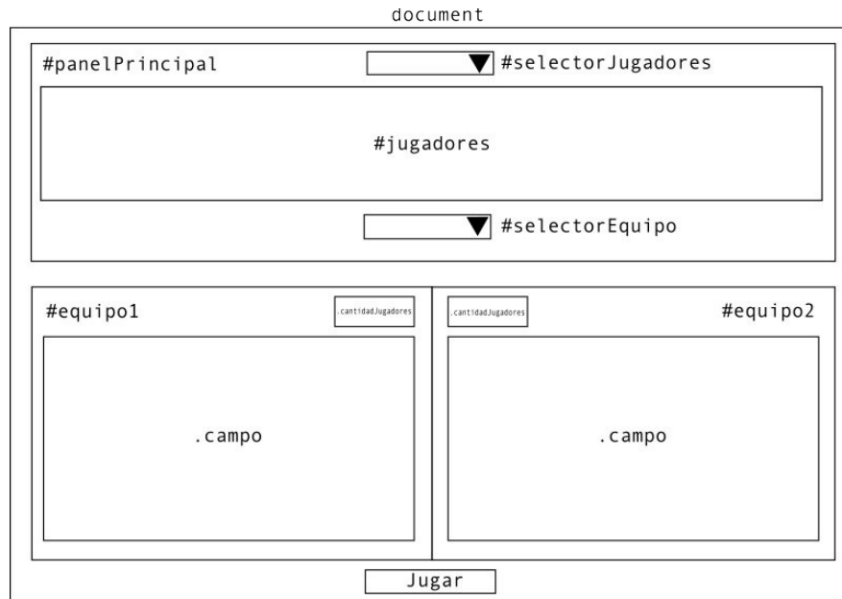 document
#panelPrincipal
#selectorJugadores
#jugadores
#selectorEquipo
#equipo1
.cantidadJugadores
.cantidadJugadores
#equipo2
.campo
.campo
Jugar